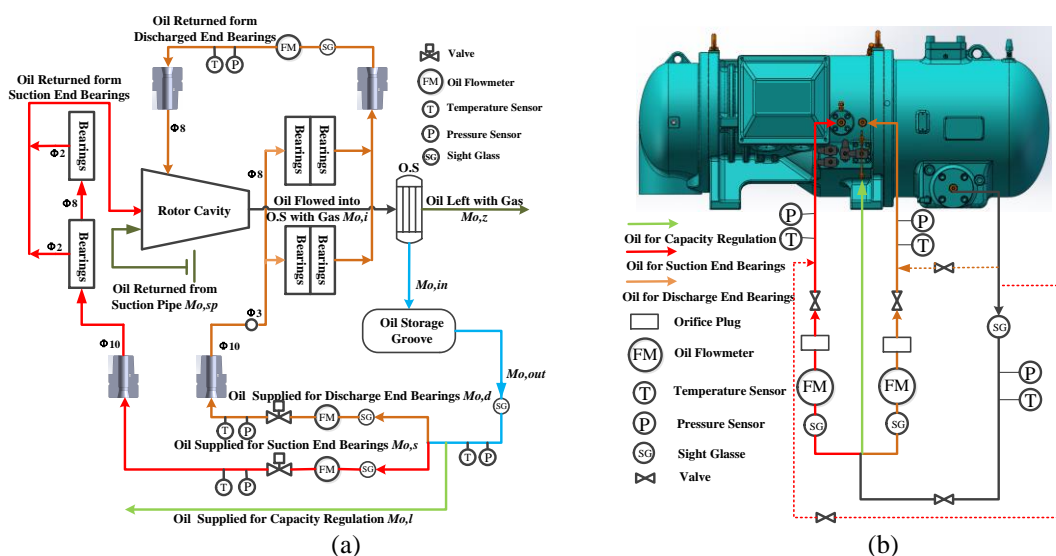 Oil Returned form
Discharged End Bearings
FM
SG
T
P
Valve
FM
Oil Flowmeter
T
Temperature Sensor
P
Pressure Sensor
SG
Sight Glass
Oil Returned form
Suction End Bearings
Bearings
Φ2
Φ8
Bearings
Φ2
Φ8
Rotor Cavity
Φ8
Bearings
Bearings
O.S
Oil Flowed into
O.S with Gas Mo,i
Oil Left with Gas
Mo,z
Bearings
Bearings
Oil Returned from
Suction Pipe Mo,sp
Mo,in
Φ3
Oil Storage
Groove
Φ10
Φ10
Mo,out
SG
Oil Supplied for Discharge End Bearings Mo,d
T
P
FM
SG
Oil Supplied for Suction End Bearings Mo,s
T
P
T
P
FM
SG
Oil Supplied for Capacity Regulation Mo,l
(a)
P
T
P
T
Oil for Capacity Regulation
Oil for Suction End Bearings
Oil for Discharge End Bearings
Orifice Plug
FM
Oil Flowmeter
T
Temperature Sensor
P
Pressure Sensor
SG
Sight Glasse
Valve
FM
FM
SG
SG
SG
P
T
(b)